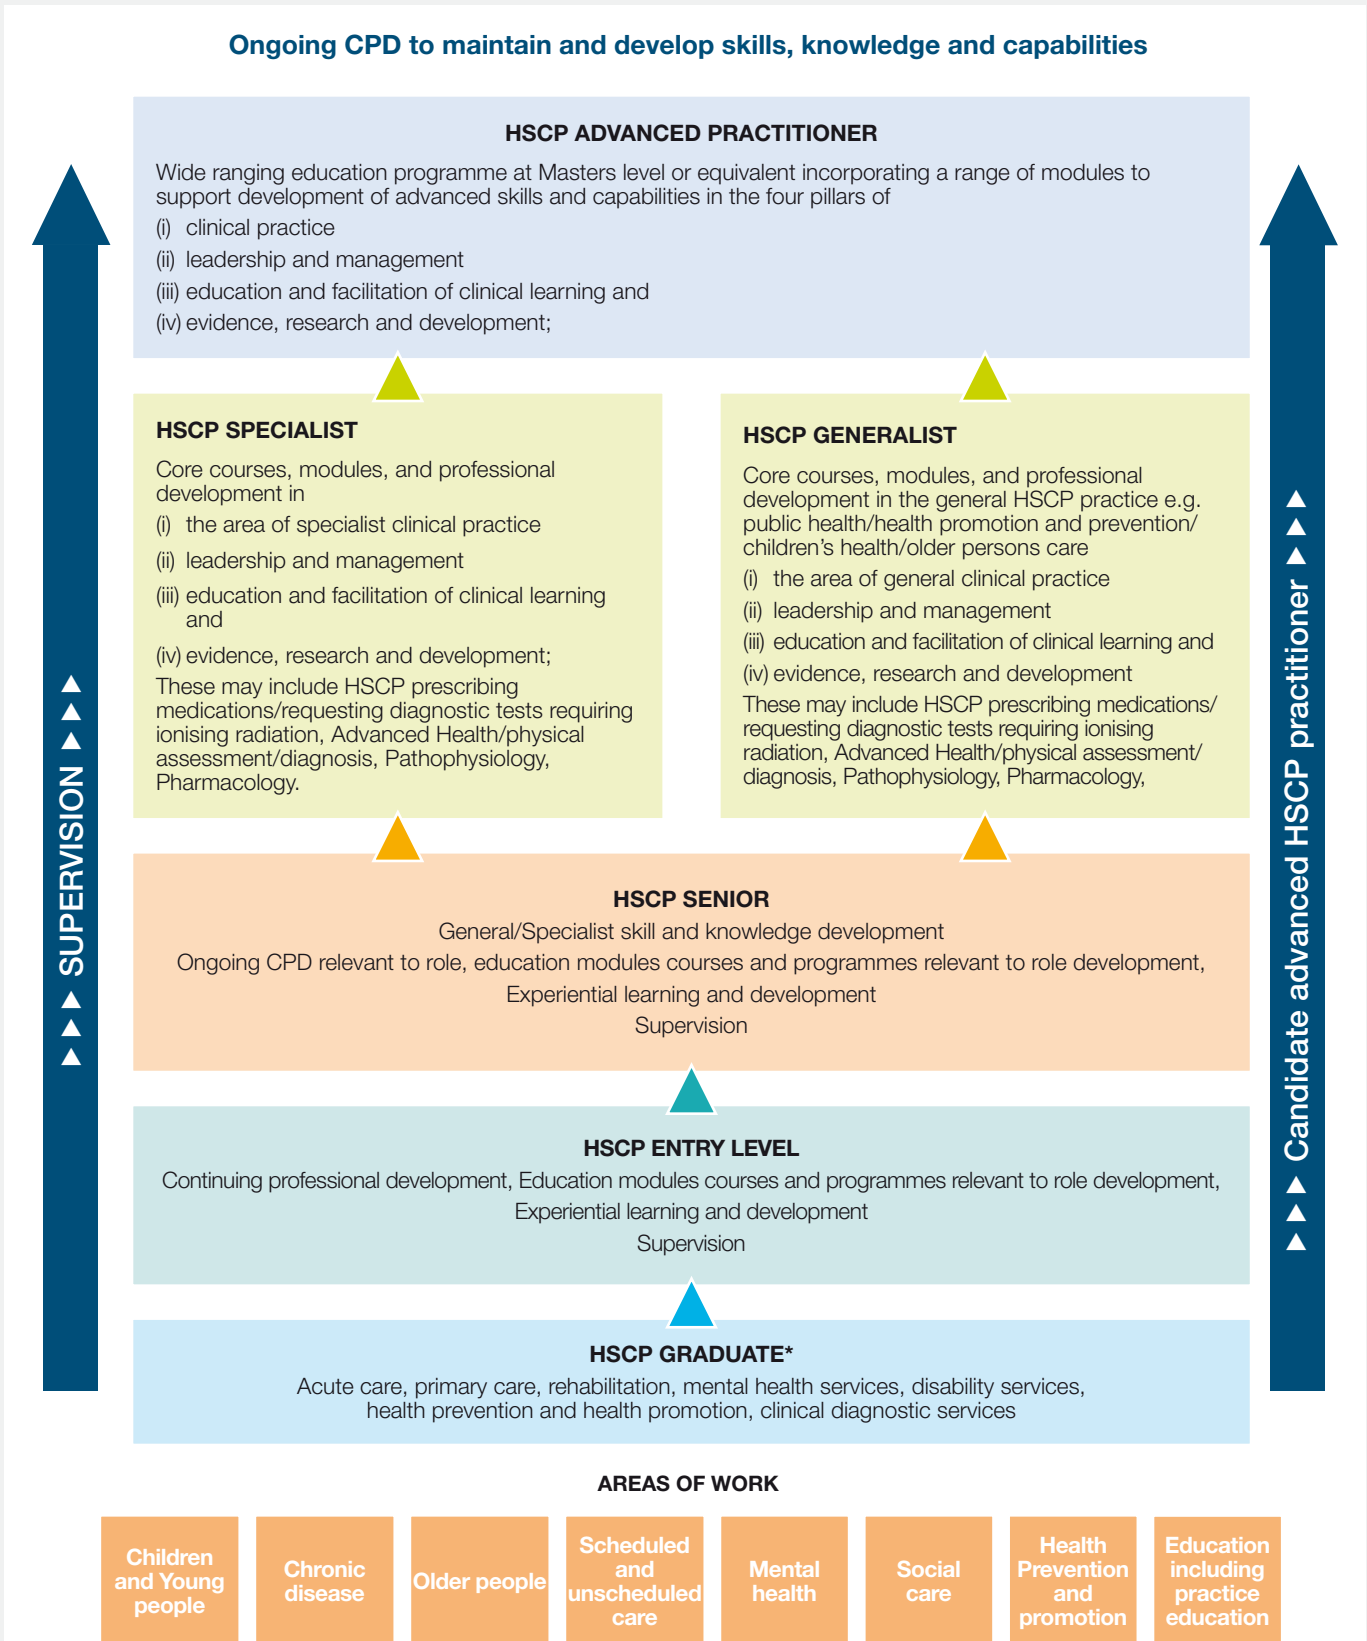 Ongoing CPD to maintain and develop skills, knowledge and capabilities
HSCP ADVANCED PRACTITIONER
Wide ranging education programme at Masters level or equivalent incorporating a range of modules to
support development of advanced skills and capabilities in the four pillars of
(i) clinical practice
(ii) leadership and management
(iii) education and facilitation of clinical learning and
(iv) evidence, research and development;
HSCP SPECIALIST
Core courses, modules, and professional
development in
(i) the area of specialist clinical practice
(ii) leadership and management
(iii) education and facilitation of clinical learning
and
(iv) evidence, research and development;
These may include HSCP prescribing
medications/requesting diagnostic tests requiring
ionising radiation, Advanced Health/physical
assessment/diagnosis, Pathophysiology,
Pharmacology.
HSCP GENERALIST
Core courses, modules, and professional
development in the general HSCP practice e.g.
public health/health promotion and prevention/
children’s health/older persons care
(i) the area of general clinical practice
(ii) leadership and management
(iii) education and facilitation of clinical learning and
(iv) evidence, research and development
These may include HSCP prescribing medications/
requesting diagnostic tests requiring ionising
radiation, Advanced Health/physical assessment/
diagnosis, Pathophysiology, Pharmacology,
HSCP SENIOR
General/Specialist skill and knowledge development
Ongoing CPD relevant to role, education modules courses and programmes relevant to role development,
Experiential learning and development
Supervision
HSCP ENTRY LEVEL
Continuing professional development, Education modules courses and programmes relevant to role development,
Experiential learning and development
Supervision
HSCP GRADUATE*
Acute care, primary care, rehabilitation, mental health services, disability services,
health prevention and health promotion, clinical diagnostic services
SUPERVISION
Candidate advanced HSCP practitioner
AREAS OF WORK
Children
and Young
people
Chronic
disease
Older people
Scheduled
and
unscheduled
care
Mental
health
Social
care
Health
Prevention
and
promotion
Education
including
practice
education